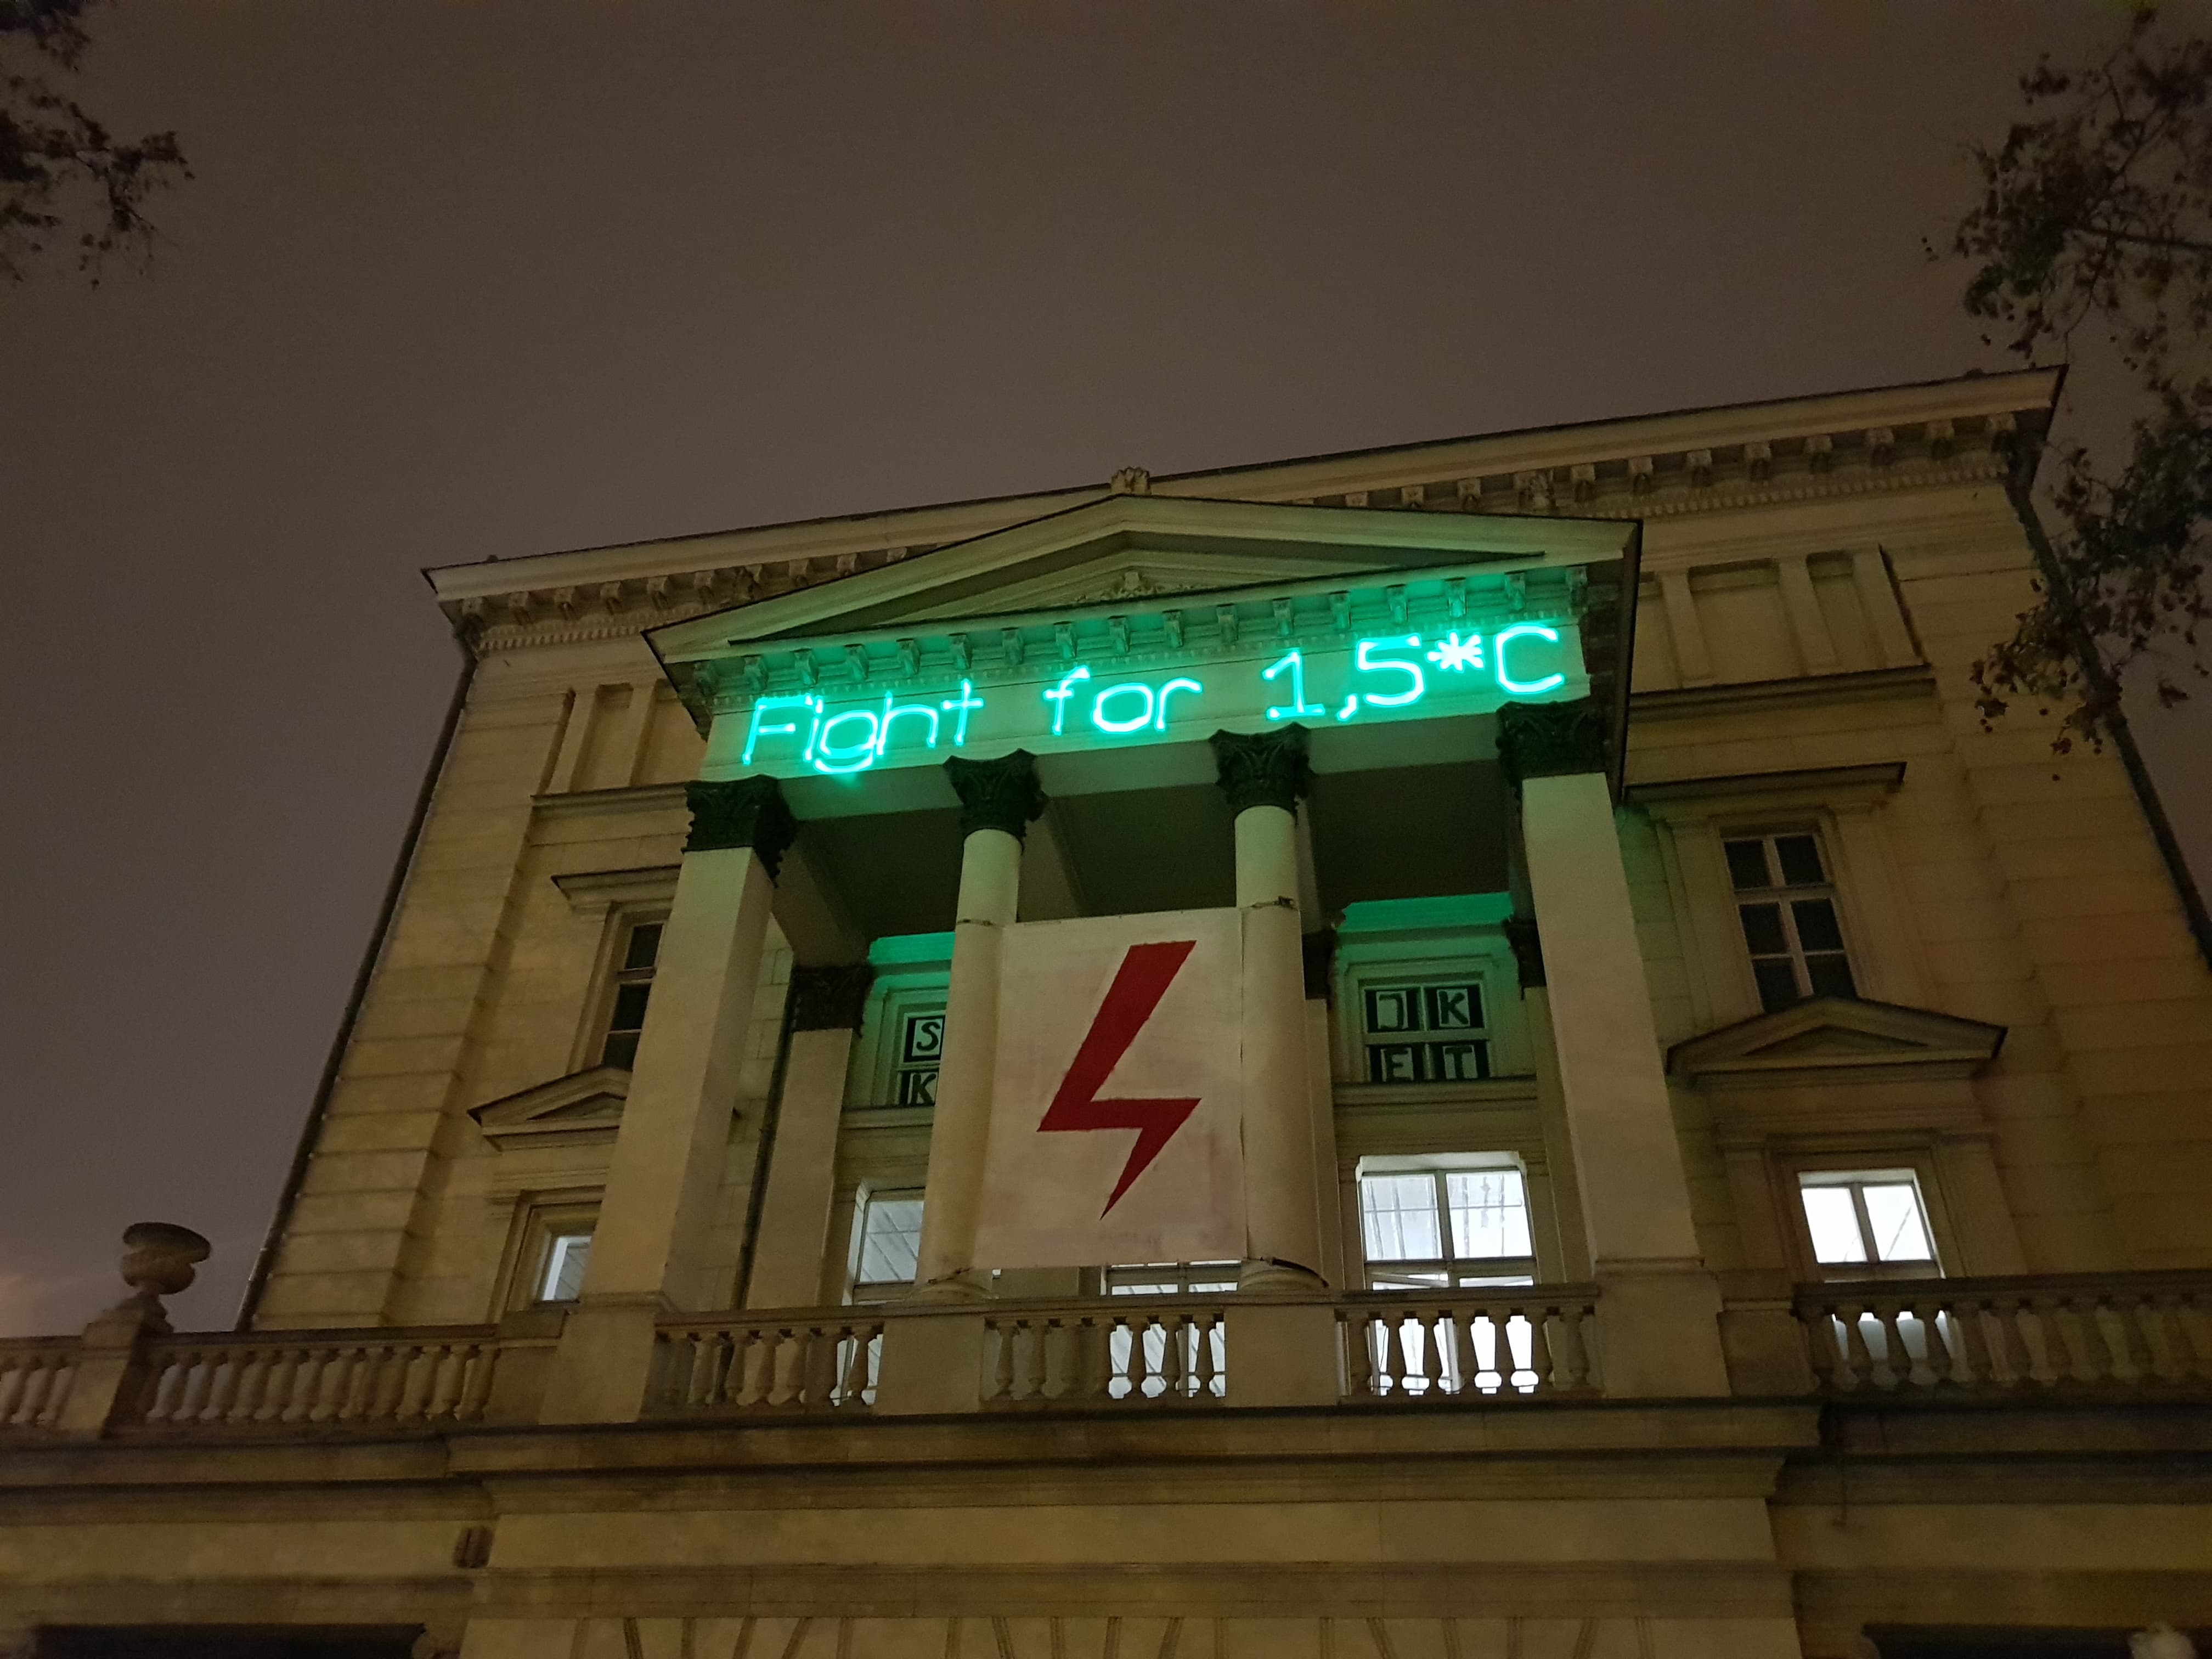 Fight for 1,5*C
S
K
J K
E T